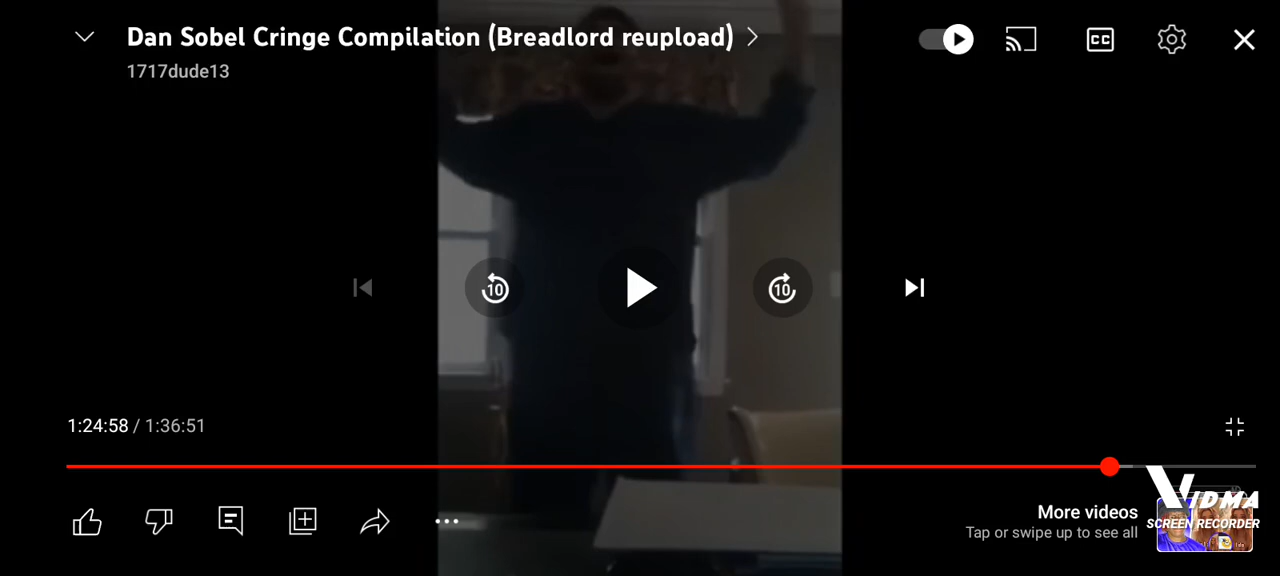 Dan Sobel Cringe Compilation (Breadlord reupload)
1717dude13
CC
10
10
1:24:58 / 1:36:51
More videos
Tap or swipe up to see all
VIDMA
SCREEN RECORDER